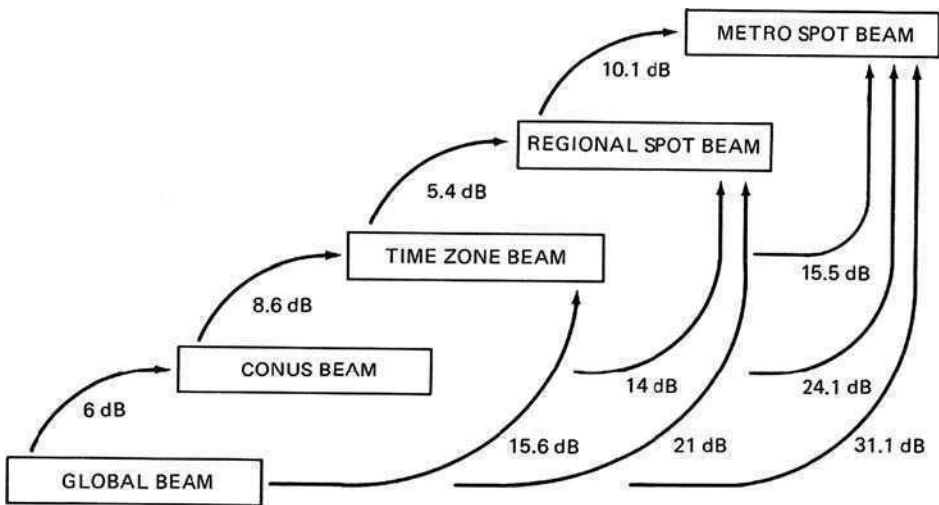 METRO SPOT BEAM
10.1 dB
REGIONAL SPOT BEAM
5.4 dB
TIME ZONE BEAM
15.5 dB
8.6 dB
CONUS BEAM
14 dB
24.1 dB
6 dB
15.6 dB
21 dB
31.1 dB
GLOBAL BEAM